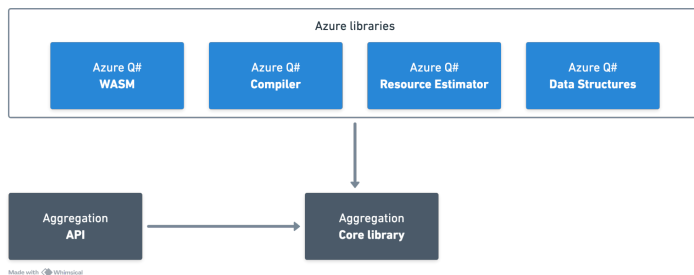 Azure libraries
Azure Q#
WASM
Azure Q#
Compiler
Azure Q#
Resource Estimator
Azure Q#
Data Structures
Aggregation
API
Aggregation
Core library
Made with Whimsical